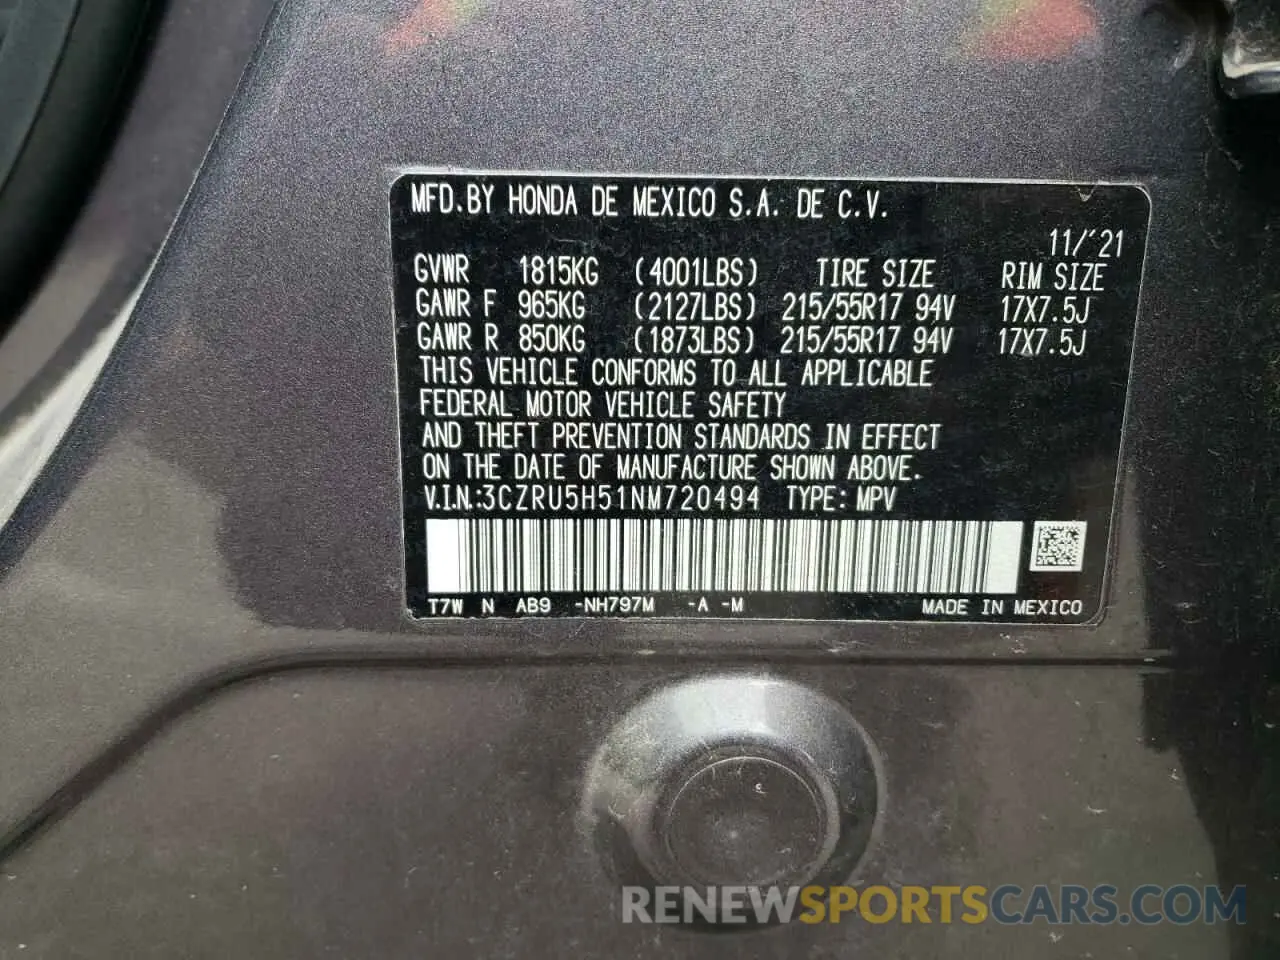 MFD.BY HONDA DE MEXICO S.A. DE C.V.
11/'21
GVWR 1815KG (4001LBS) TIRE SIZE RIM SIZE
GAWR F 965KG (2127LBS) 215/55R17 94V 17X7.5J
GAWR R 850KG (1873LBS) 215/55R17 94V 17X7.5J
THIS VEHICLE CONFORMS TO ALL APPLICABLE
FEDERAL MOTOR VEHICLE SAFETY
AND THEFT PREVENTION STANDARDS IN EFFECT
ON THE DATE OF MANUFACTURE SHOWN ABOVE.
V.I.N.:3CZRU5H51NM720494 TYPE: MPV
T7W N AB9 -NH797M -A -M MADE IN MEXICO
RENEWSPORTSCARS.COM